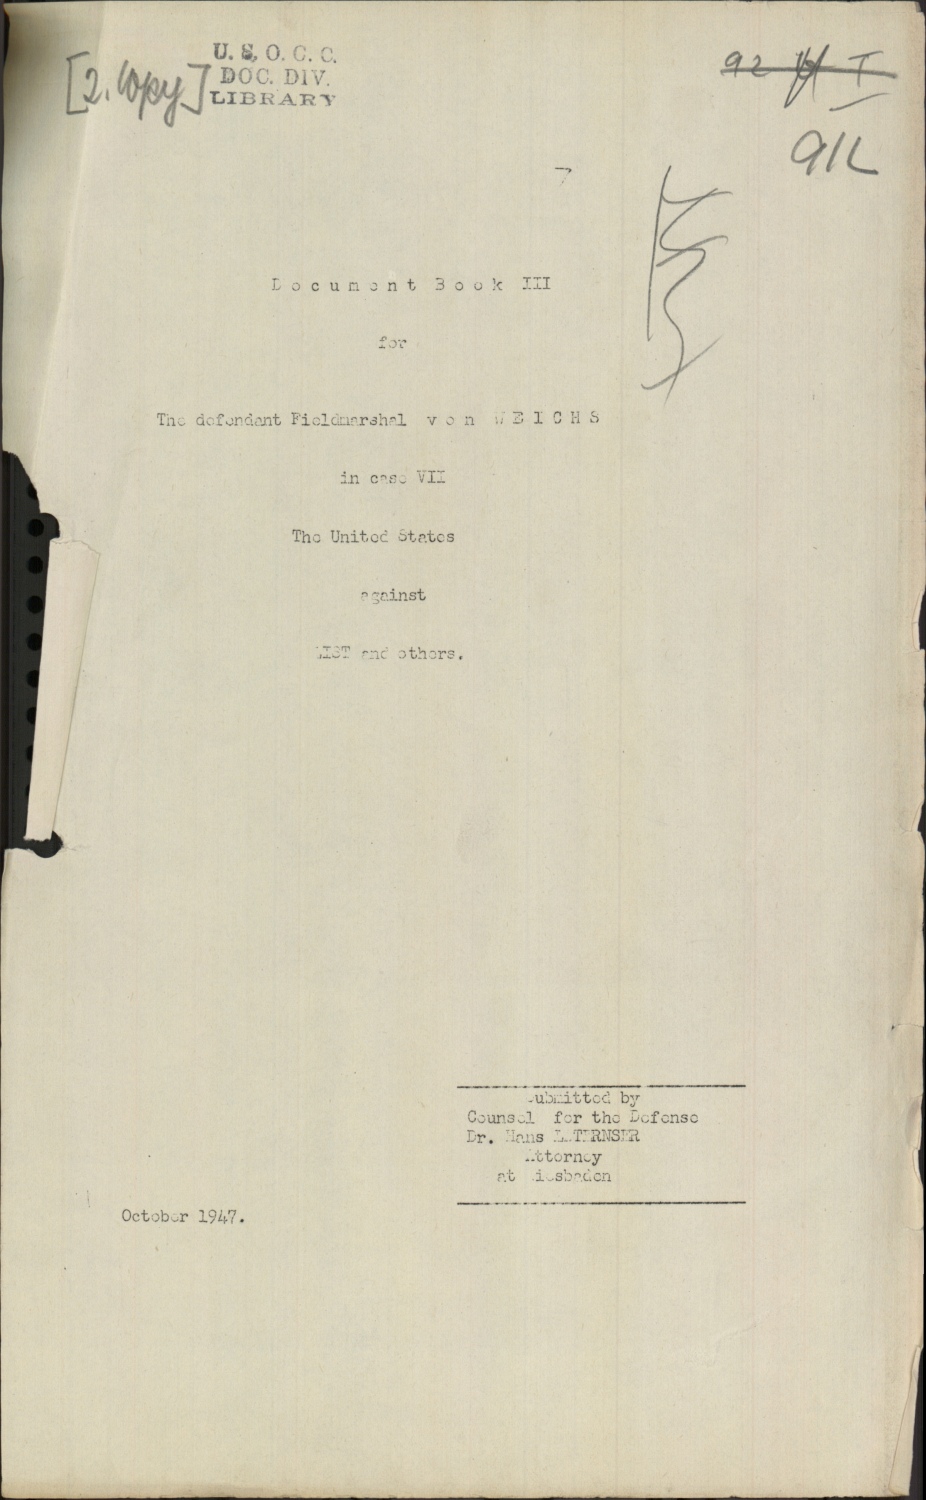 U. S. O. C. C.
[2. Copy] DOC. DIV.
LIBRARY
92
I
Document Book III
for
The defendant Fieldmarshal von WEICHS
in case VII
The United States
against
LIST and others.
Submitted by
Counsel for the Defense
Dr. Hans LATERNSER
Attorney
at Wiesbaden
October 1947.